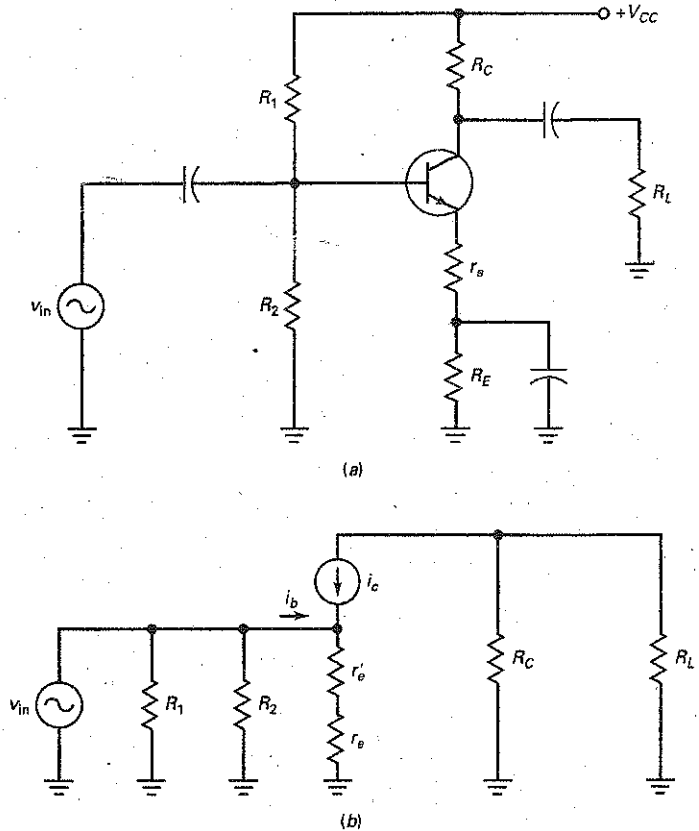 +V_CC
R_C
R_1
R_L
r_e
v_in
R_2
R_E
(a)
i_c
i_b
r'_e
R_C
R_L
v_in
R_1
R_2
r_e
(b)